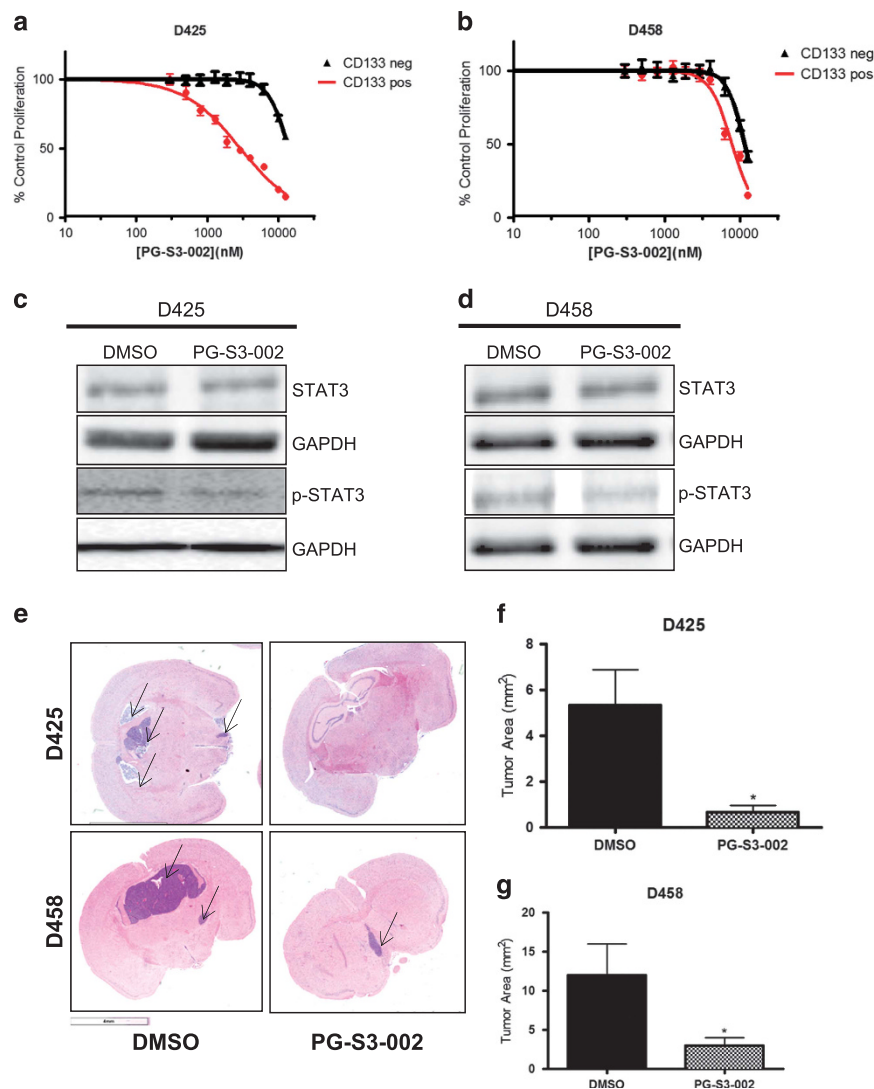 a
D425
% Control Proliferation
100
50
0
10
100
1000
10000
[PG-S3-002](nM)
CD133 neg
CD133 pos
b
D458
% Control Proliferation
100
50
0
10
100
1000
10000
[PG-S3-002](nM)
CD133 neg
CD133 pos
c
D425
DMSO PG-S3-002
STAT3
GAPDH
p-STAT3
GAPDH
d
D458
DMSO PG-S3-002
STAT3
GAPDH
p-STAT3
GAPDH
e
D425
D458
4mm
DMSO
PG-S3-002
f
D425
Tumor Area (mm2)
8
6
4
2
0
*
DMSO
PG-S3-002
g
D458
Tumor Area (mm2)
20
15
10
5
0
*
DMSO
PG-S3-002